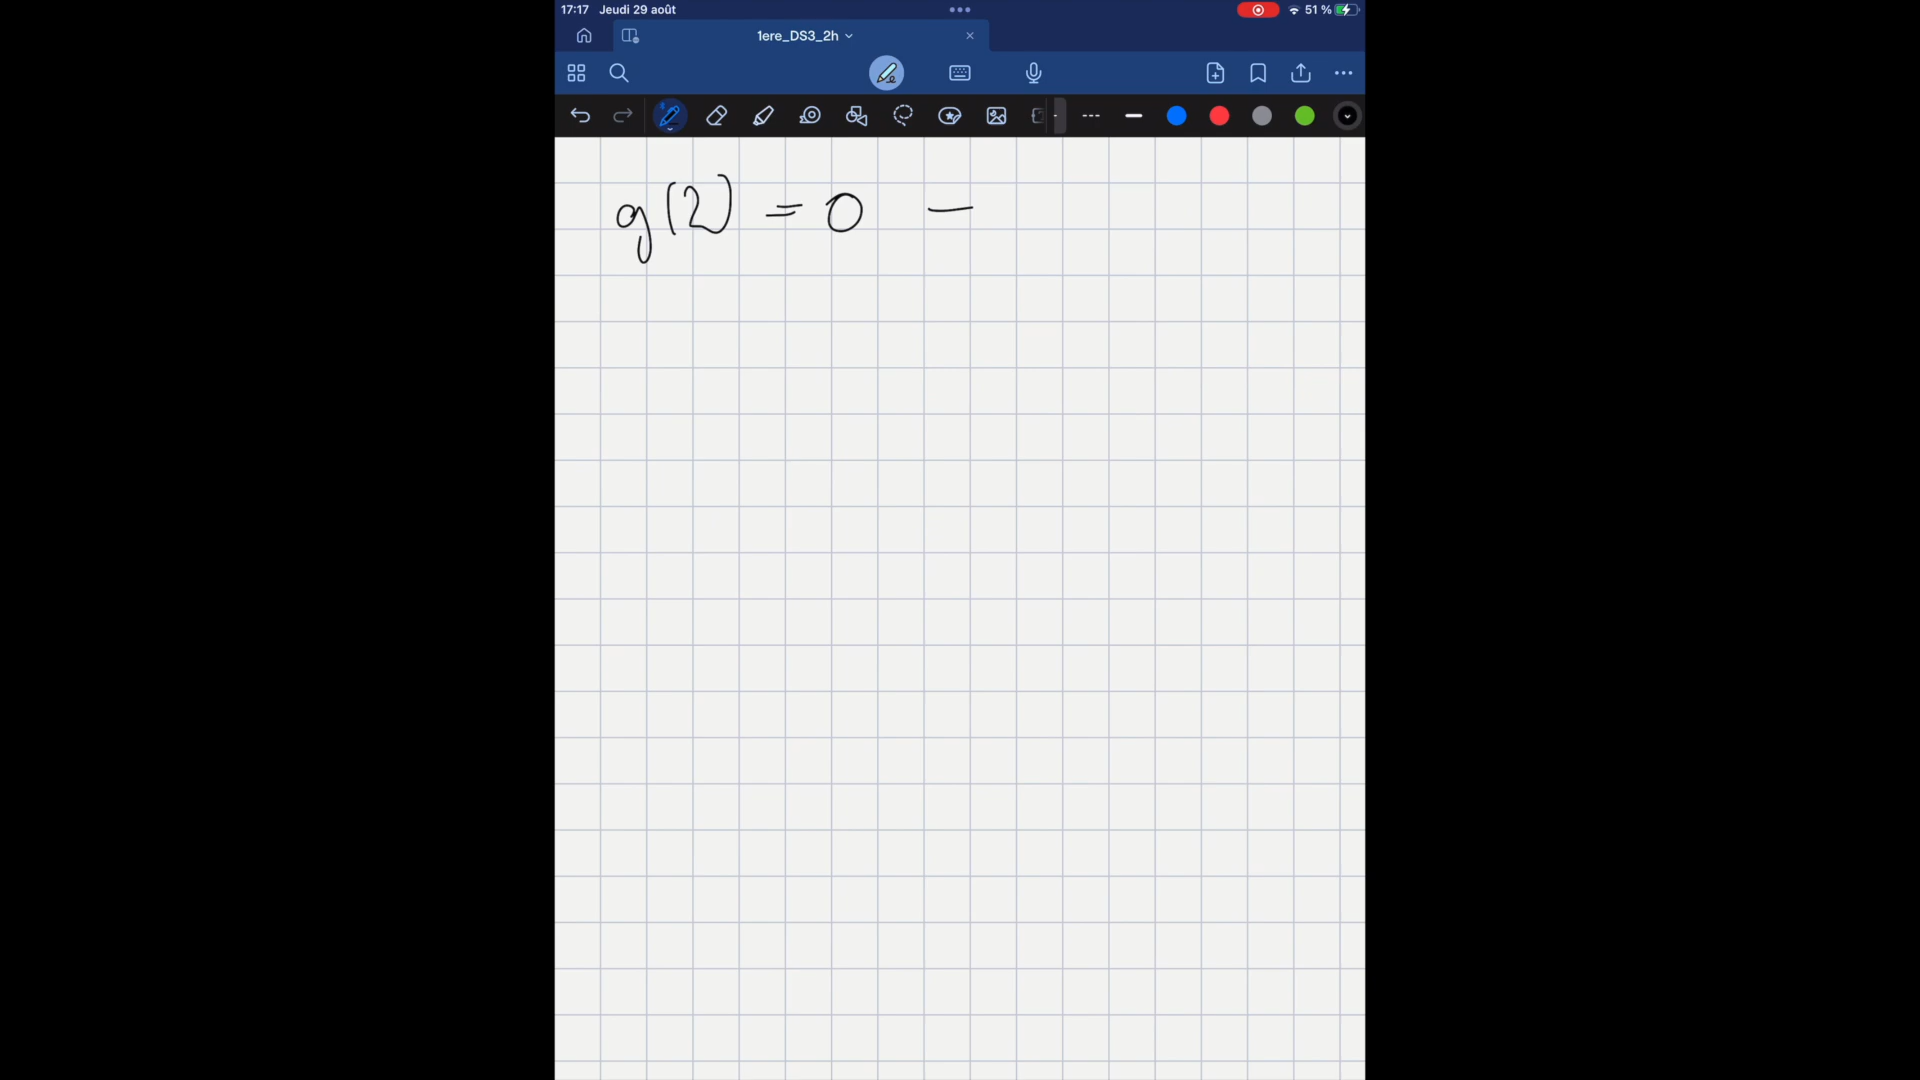 17:17 Jeudi 29 août 51 %
1ere_DS3_2h
g(2) = 0 —